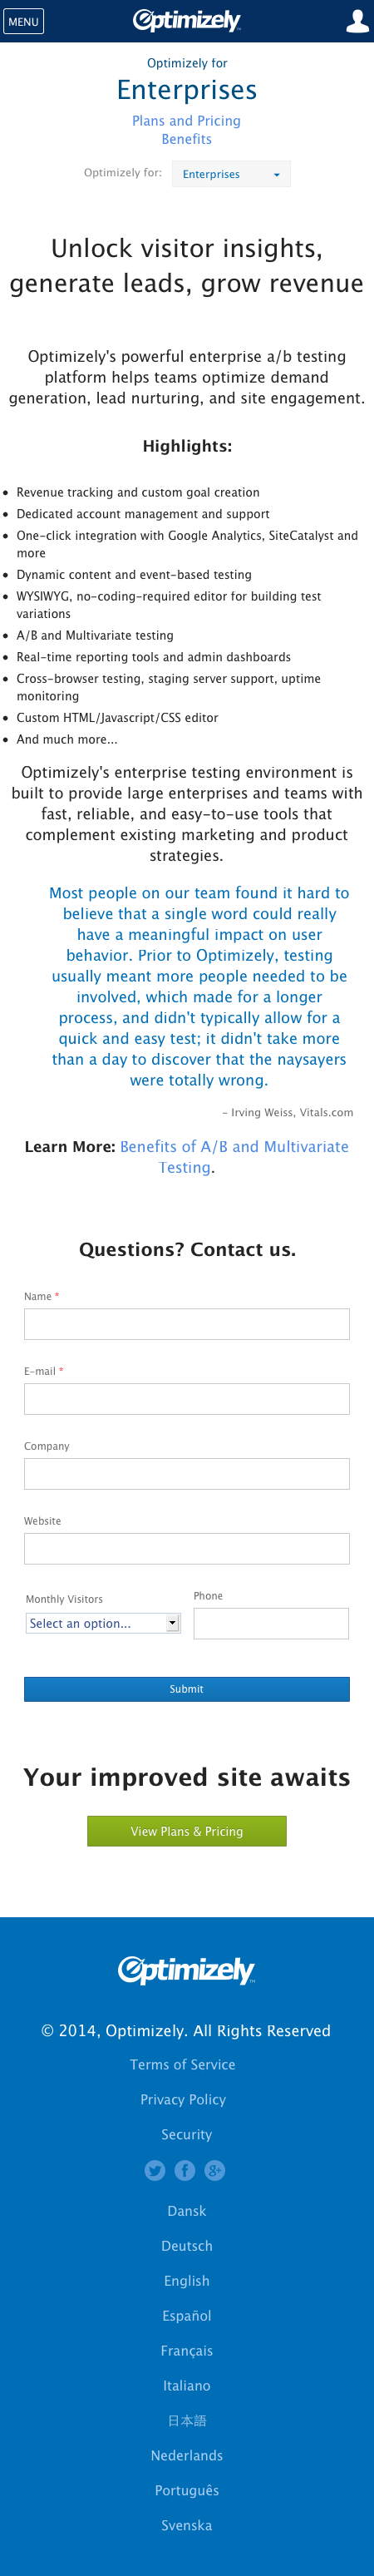 MENU
Optimizely
Optimizely for
Enterprises
Plans and Pricing
Benefits
Optimizely for: Enterprises
Unlock visitor insights,
generate leads, grow revenue
Optimizely's powerful enterprise a/b testing
platform helps teams optimize demand
generation, lead nurturing, and site engagement.
Highlights:
• Revenue tracking and custom goal creation
• Dedicated account management and support
• One-click integration with Google Analytics, SiteCatalyst and
more
• Dynamic content and event-based testing
• WYSIWYG, no-coding-required editor for building test
variations
• A/B and Multivariate testing
• Real-time reporting tools and admin dashboards
• Cross-browser testing, staging server support, uptime
monitoring
• Custom HTML/Javascript/CSS editor
• And much more...
Optimizely's enterprise testing environment is
built to provide large enterprises and teams with
fast, reliable, and easy-to-use tools that
complement existing marketing and product
strategies.
Most people on our team found it hard to
believe that a single word could really
have a meaningful impact on user
behavior. Prior to Optimizely, testing
usually meant more people needed to be
involved, which made for a longer
process, and didn't typically allow for a
quick and easy test; it didn't take more
than a day to discover that the naysayers
were totally wrong.
- Irving Weiss, Vitals.com
Learn More: Benefits of A/B and Multivariate
Testing.
Questions? Contact us.
Name *
E-mail *
Company
Website
Monthly Visitors
Select an option...
Phone
Submit
Your improved site awaits
View Plans & Pricing
Optimizely
© 2014, Optimizely. All Rights Reserved
Terms of Service
Privacy Policy
Security
Dansk
Deutsch
English
Español
Français
Italiano
日本語
Nederlands
Português
Svenska